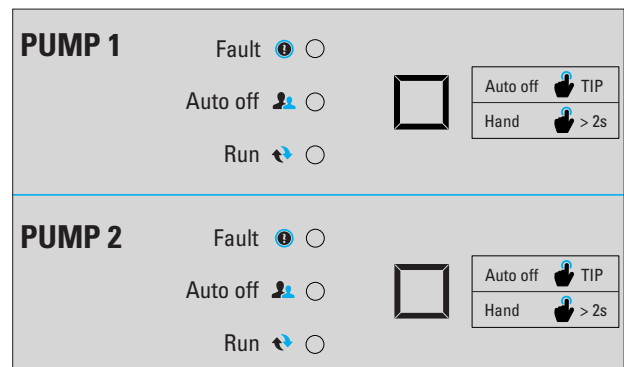 PUMP 1
Fault
Auto off
Run
Auto off TIP
Hand > 2s
PUMP 2
Fault
Auto off
Run
Auto off TIP
Hand > 2s